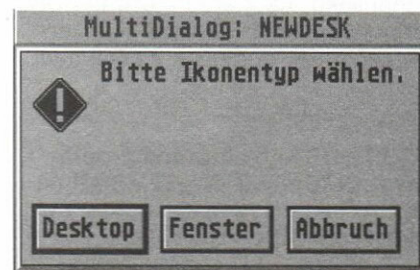 MultiDialog: NEWDESK
Bitte Ikonentyp wählen.
Desktop Fenster Abbruch